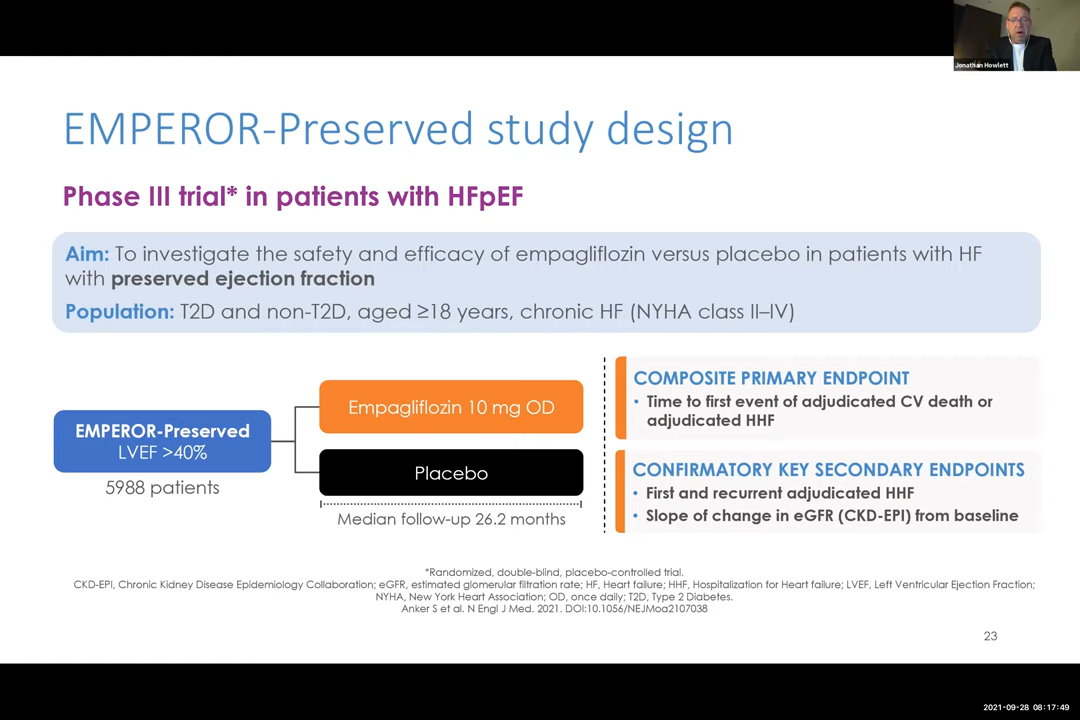 Jonathan Howlett
EMPEROR-Preserved study design
Phase III trial* in patients with HFpEF
Aim: To investigate the safety and efficacy of empagliflozin versus placebo in patients with HF
with preserved ejection fraction
Population: T2D and non-T2D, aged ≥18 years, chronic HF (NYHA class II–IV)
EMPEROR-Preserved
LVEF >40%
5988 patients
Empagliflozin 10 mg OD
Placebo
Median follow-up 26.2 months
COMPOSITE PRIMARY ENDPOINT
• Time to first event of adjudicated CV death or
adjudicated HHF
CONFIRMATORY KEY SECONDARY ENDPOINTS
• First and recurrent adjudicated HHF
• Slope of change in eGFR (CKD-EPI) from baseline
*Randomized, double-blind, placebo-controlled trial.
CKD-EPI, Chronic Kidney Disease Epidemiology Collaboration; eGFR, estimated glomerular filtration rate; HF, Heart failure; HHF, Hospitalization for Heart failure; LVEF, Left Ventricular Ejection Fraction;
NYHA, New York Heart Association; OD, once daily; T2D, Type 2 Diabetes.
Anker S et al. N Engl J Med. 2021. DOI:10.1056/NEJMoa2107038
23
2021-09-28 08:17:49